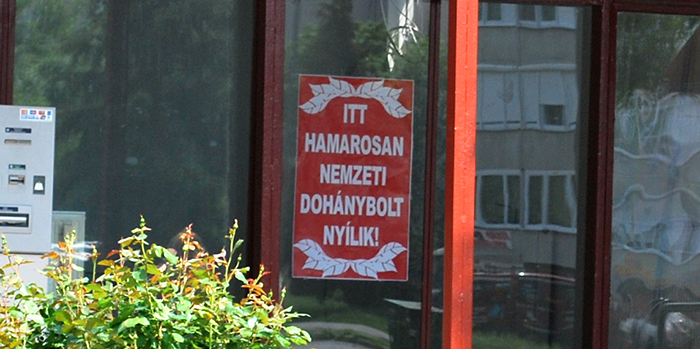 ITT
HAMAROSAN
NEMZETI
DOHÁNYBOLT
NYÍLIK!